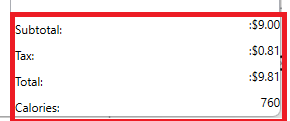 Subtotal: :$9.00
Tax: :$0.81
Total: :$9.81
Calories: 760